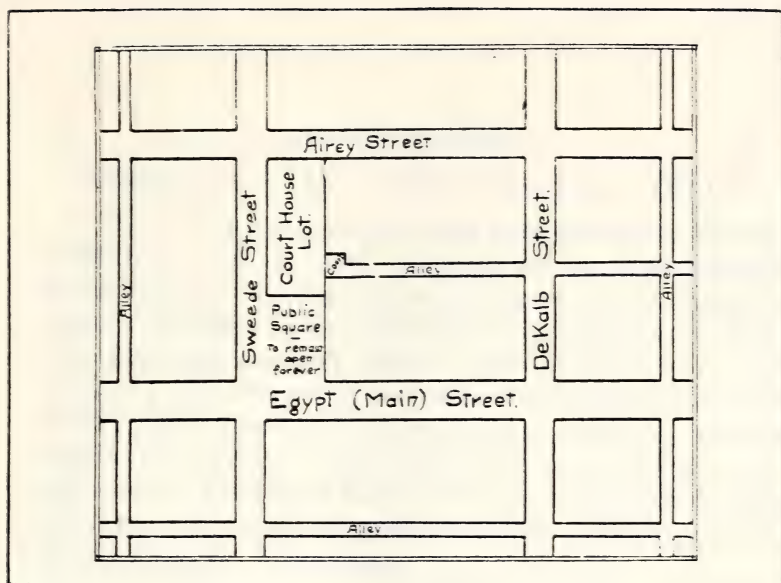 Airey Street
Sweede Street
Court House
Lot.
Public
Square
To remain
open
forever
Court
Alley
DeKalb Street.
Alley
Alley
Egypt (Main) Street.
Alley